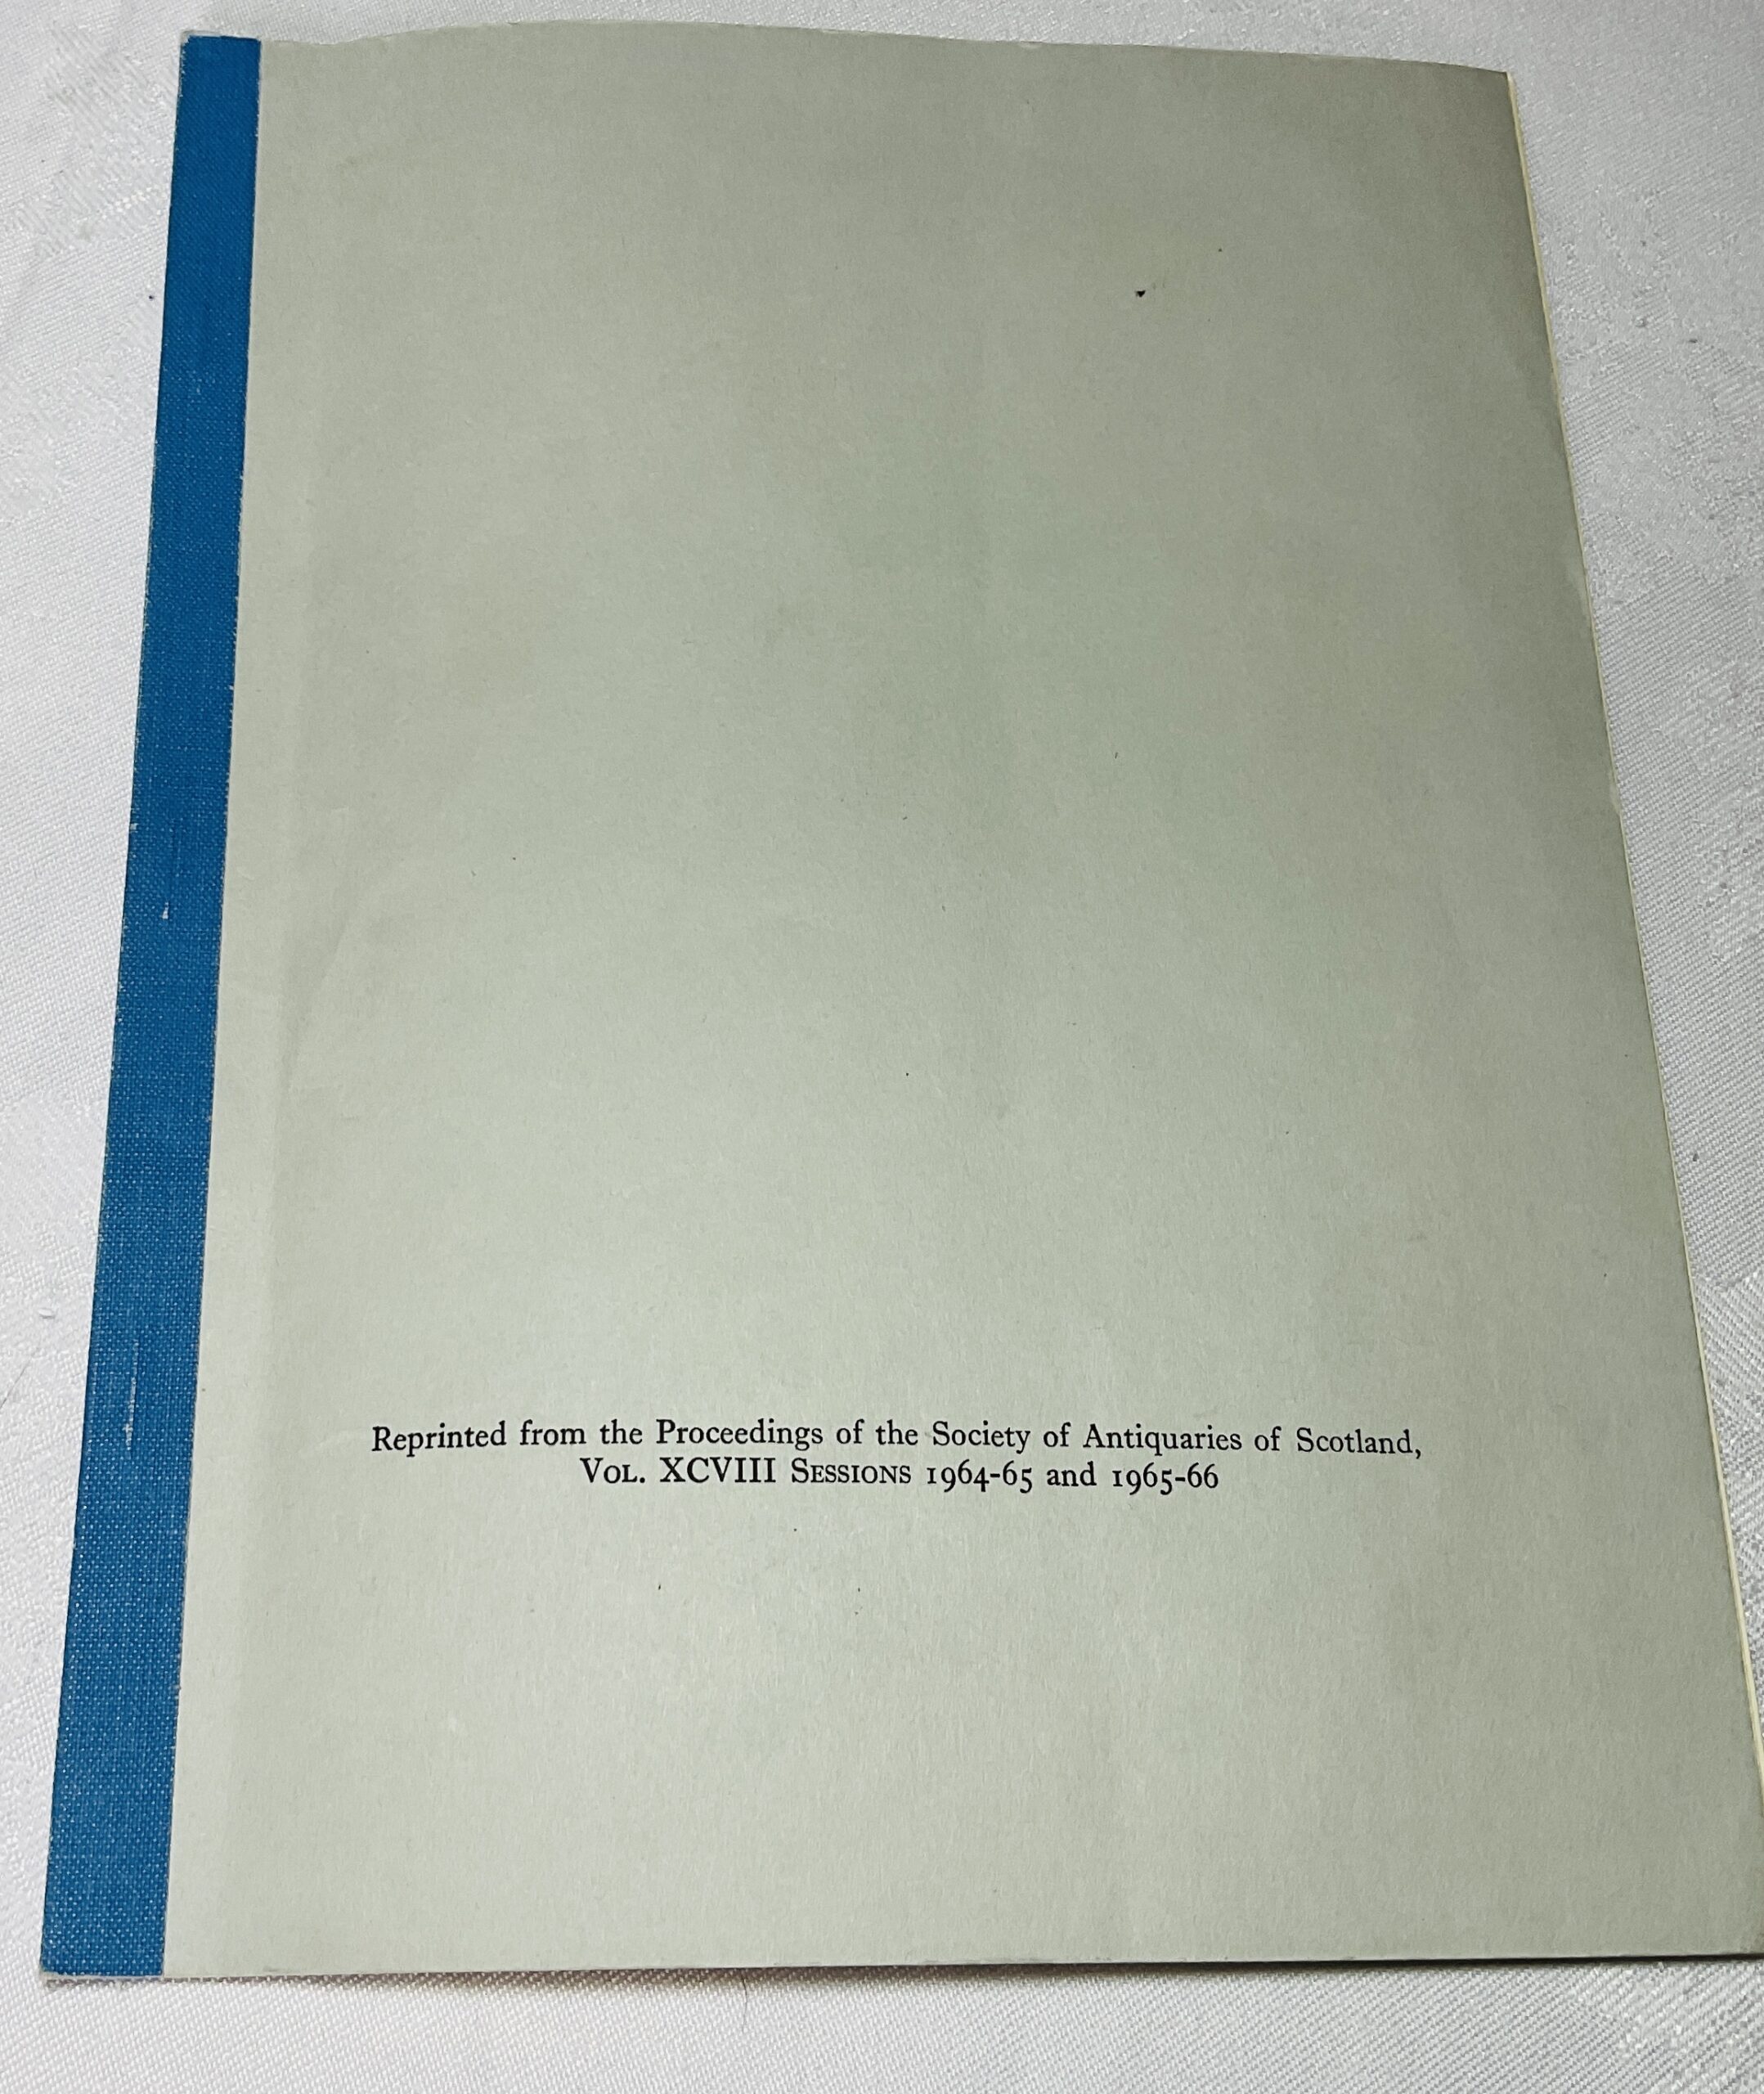 Reprinted from the Proceedings of the Society of Antiquaries of Scotland,
VOL. XCVIII SESSIONS 1964-65 and 1965-66